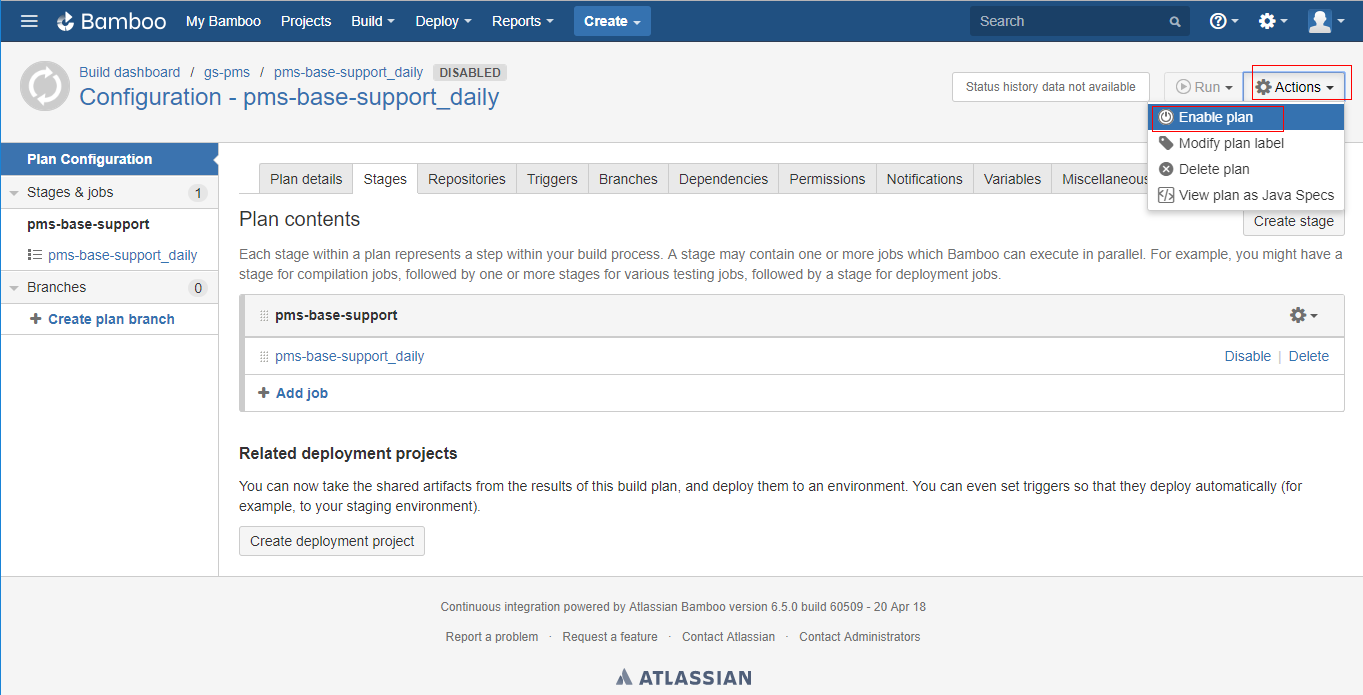 Bamboo My Bamboo Projects Build Deploy Reports Create Search
Build dashboard / gs-pms / pms-base-support_daily DISABLED
Configuration - pms-base-support_daily
Status history data not available Run Actions
Enable plan
Modify plan label
Delete plan
View plan as Java Specs
Plan Configuration
Stages & jobs 1
pms-base-support
pms-base-support_daily
Branches 0
Create plan branch
Plan details Stages Repositories Triggers Branches Dependencies Permissions Notifications Variables Miscellaneous
Plan contents
Create stage
Each stage within a plan represents a step within your build process. A stage may contain one or more jobs which Bamboo can execute in parallel. For example, you might have a
stage for compilation jobs, followed by one or more stages for various testing jobs, followed by a stage for deployment jobs.
pms-base-support
pms-base-support_daily Disable | Delete
Add job
Related deployment projects
You can now take the shared artifacts from the results of this build plan, and deploy them to an environment. You can even set triggers so that they deploy automatically (for
example, to your staging environment).
Create deployment project
Continuous integration powered by Atlassian Bamboo version 6.5.0 build 60509 - 20 Apr 18
Report a problem · Request a feature · Contact Atlassian · Contact Administrators
ATLASSIAN